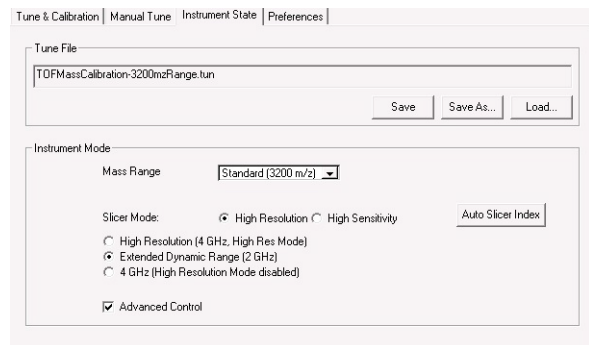 Tune & Calibration Manual Tune Instrument State Preferences
Tune File
TOFMassCalibration-3200mzRange.tun
Save Save As... Load...
Instrument Mode
Mass Range Standard (3200 m/z)
Slicer Mode: High Resolution High Sensitivity Auto Slicer Index
High Resolution (4 GHz, High Res Mode)
Extended Dynamic Range (2 GHz)
4 GHz (High Resolution Mode disabled)
Advanced Control